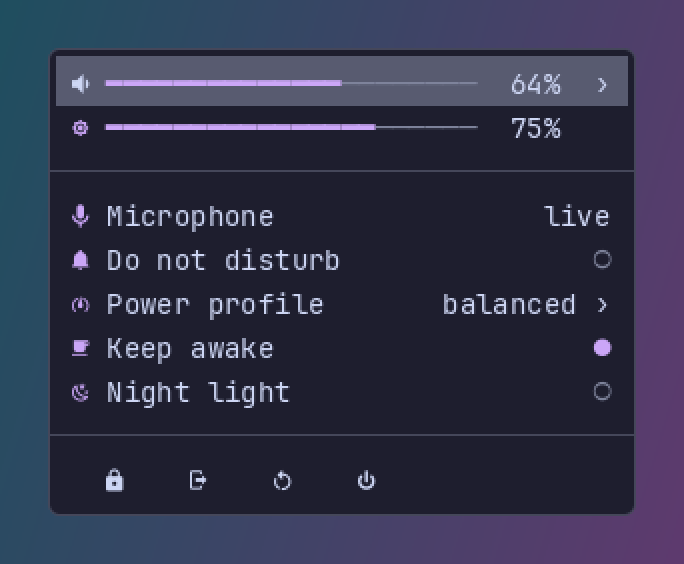 64% ›
75%
Microphone live
Do not disturb
Power profile balanced ›
Keep awake
Night light